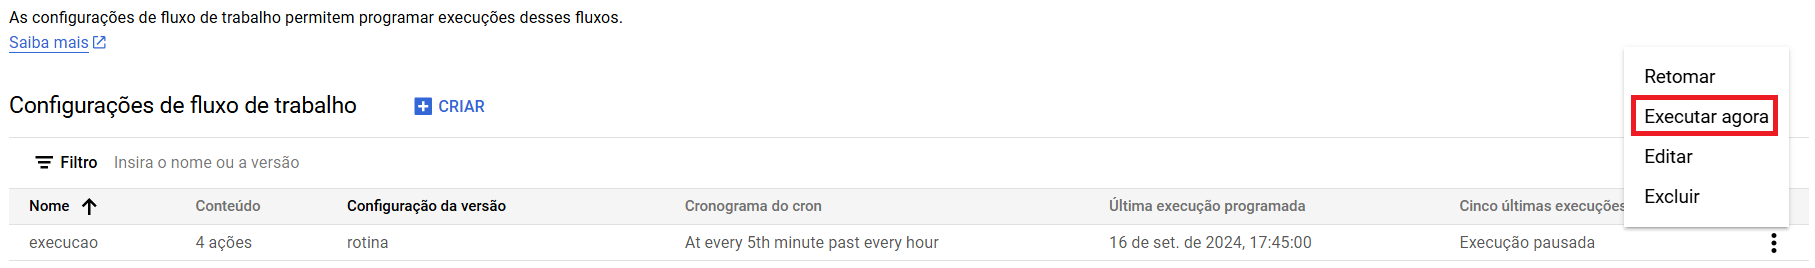 As configurações de fluxo de trabalho permitem programar execuções desses fluxos.
Saiba mais
Configurações de fluxo de trabalho
CRIAR
Retomar
Executar agora
Editar
Excluir
Filtro Insira o nome ou a versão
Nome Conteúdo Configuração da versão Cronograma do cron Última execução programada Cinco últimas execuções
execucao 4 ações rotina At every 5th minute past every hour 16 de set. de 2024, 17:45:00 Execução pausada